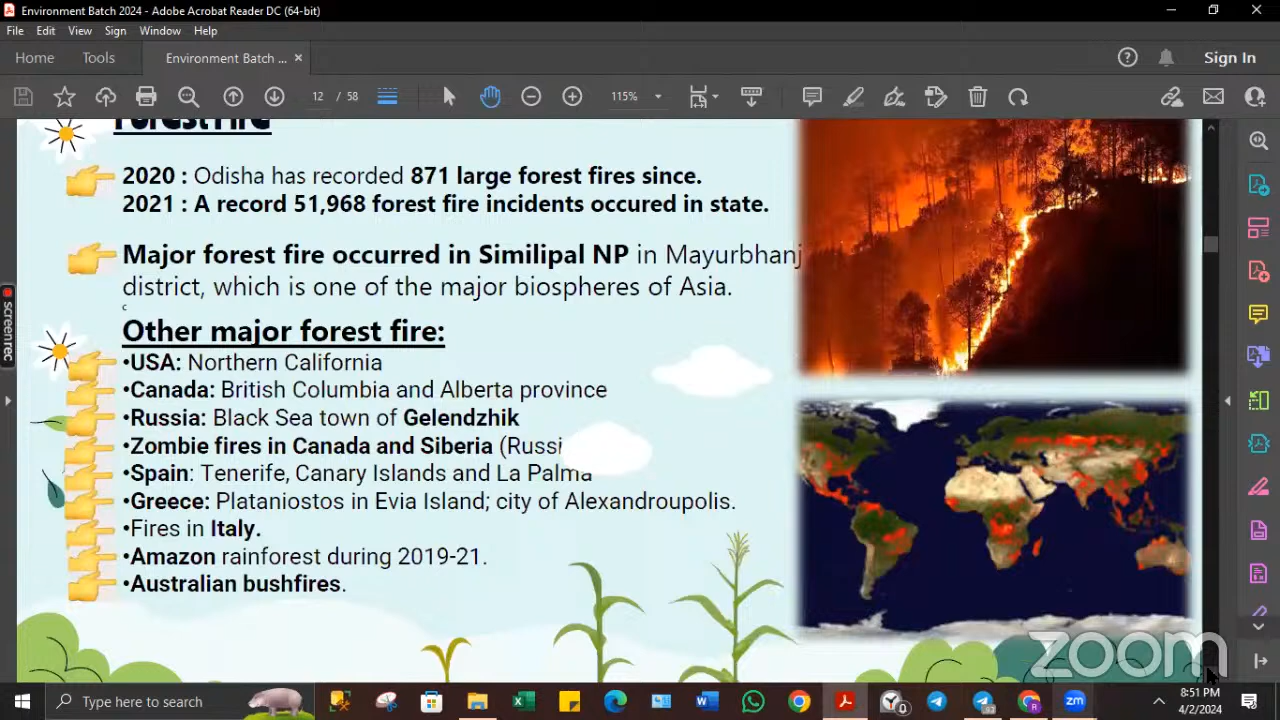 Environment Batch 2024 - Adobe Acrobat Reader DC (64-bit)
File Edit View Sign Window Help
Home Tools Environment Batch ... × Sign In
12 / 58 115%
Forest Fire
2020 : Odisha has recorded 871 large forest fires since.
2021 : A record 51,968 forest fire incidents occured in state.
Major forest fire occurred in Similipal NP in Mayurbhanj
district, which is one of the major biospheres of Asia.
c
Other major forest fire:
•USA: Northern California
•Canada: British Columbia and Alberta province
•Russia: Black Sea town of Gelendzhik
•Zombie fires in Canada and Siberia (Russi
•Spain: Tenerife, Canary Islands and La Palma
•Greece: Plataniostos in Evia Island; city of Alexandroupolis.
•Fires in Italy.
•Amazon rainforest during 2019-21.
•Australian bushfires.
screenrec
zoom
Type here to search
8:51 PM
4/2/2024